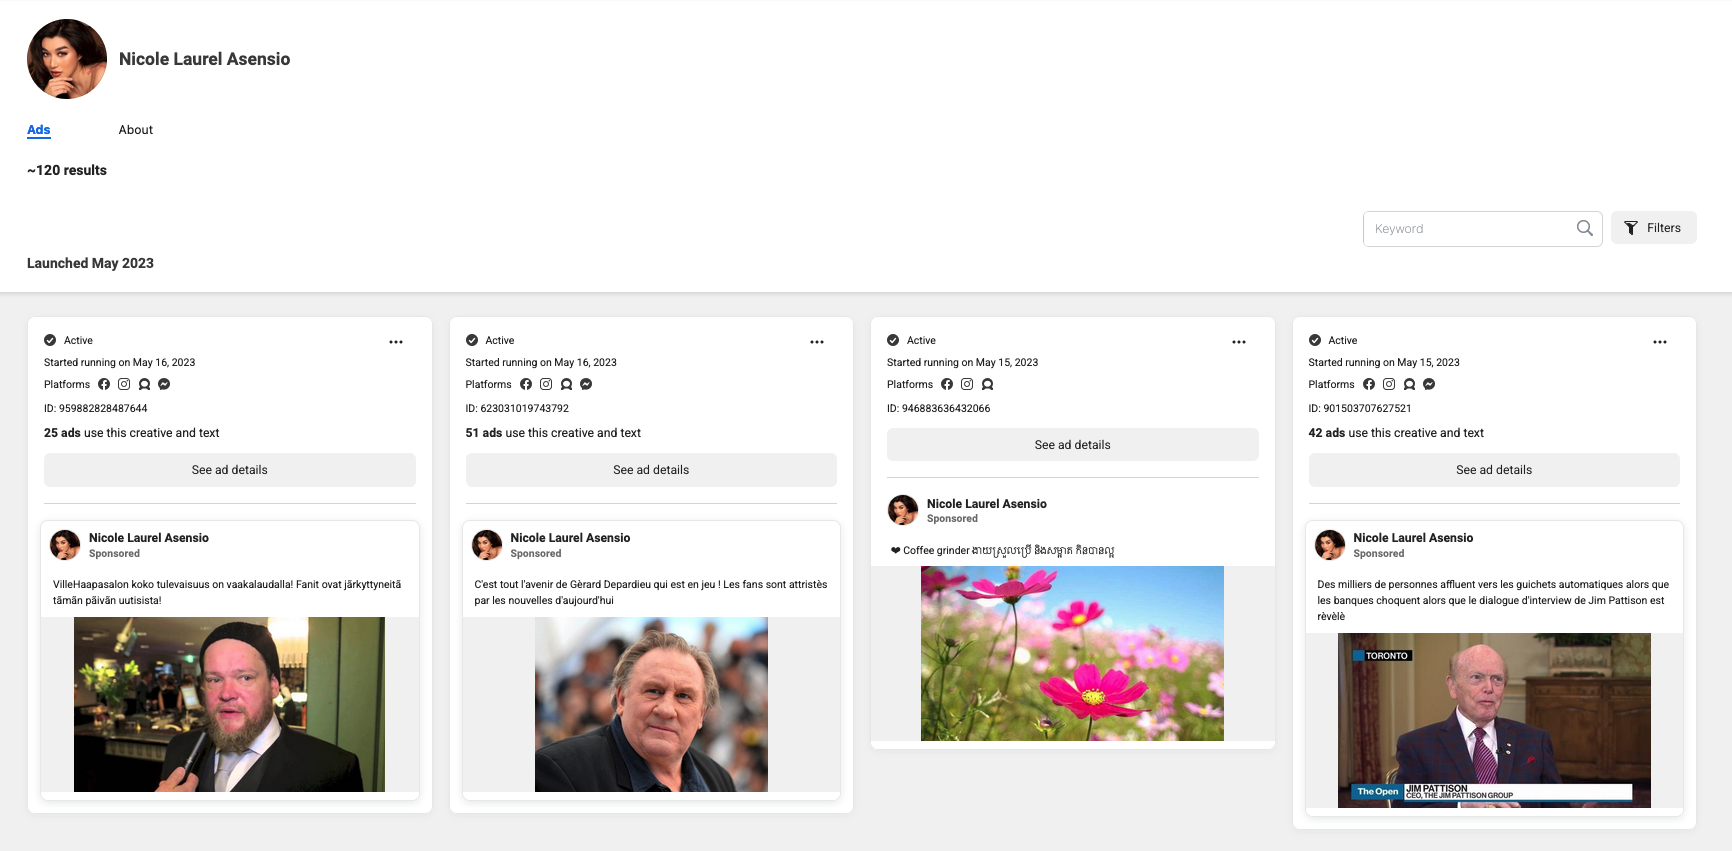 Nicole Laurel Asensio
Ads
About
~120 results
Keyword
Filters
Launched May 2023
Active
Started running on May 16, 2023
Platforms
ID: 959882828487644
25 ads use this creative and text
See ad details
Nicole Laurel Asensio
Sponsored
VilleHaapasalon koko tulevaisuus on vaakalaudalla! Fanit ovat jãrkyttyneitã
tãmãn pãivãn uutisista!
Active
Started running on May 16, 2023
Platforms
ID: 623031019743792
51 ads use this creative and text
See ad details
Nicole Laurel Asensio
Sponsored
C'est tout l'avenir de Gèrard Depardieu qui est en jeu ! Les fans sont attristès
par les nouvelles d'aujourd'hui
Active
Started running on May 15, 2023
Platforms
ID: 946883636432066
See ad details
Nicole Laurel Asensio
Sponsored
❤ Coffee grinder ងាយស្រួលប្រើ និងសម្អាត កិនបានល្អ
Active
Started running on May 15, 2023
Platforms
ID: 901503707627521
42 ads use this creative and text
See ad details
Nicole Laurel Asensio
Sponsored
Des milliers de personnes affluent vers les guichets automatiques alors que
les banques choquent alors que le dialogue d'interview de Jim Pattison est
rèvèlè
TORONTO
The Open
JIM PATTISON
CEO, THE JIM PATTISON GROUP